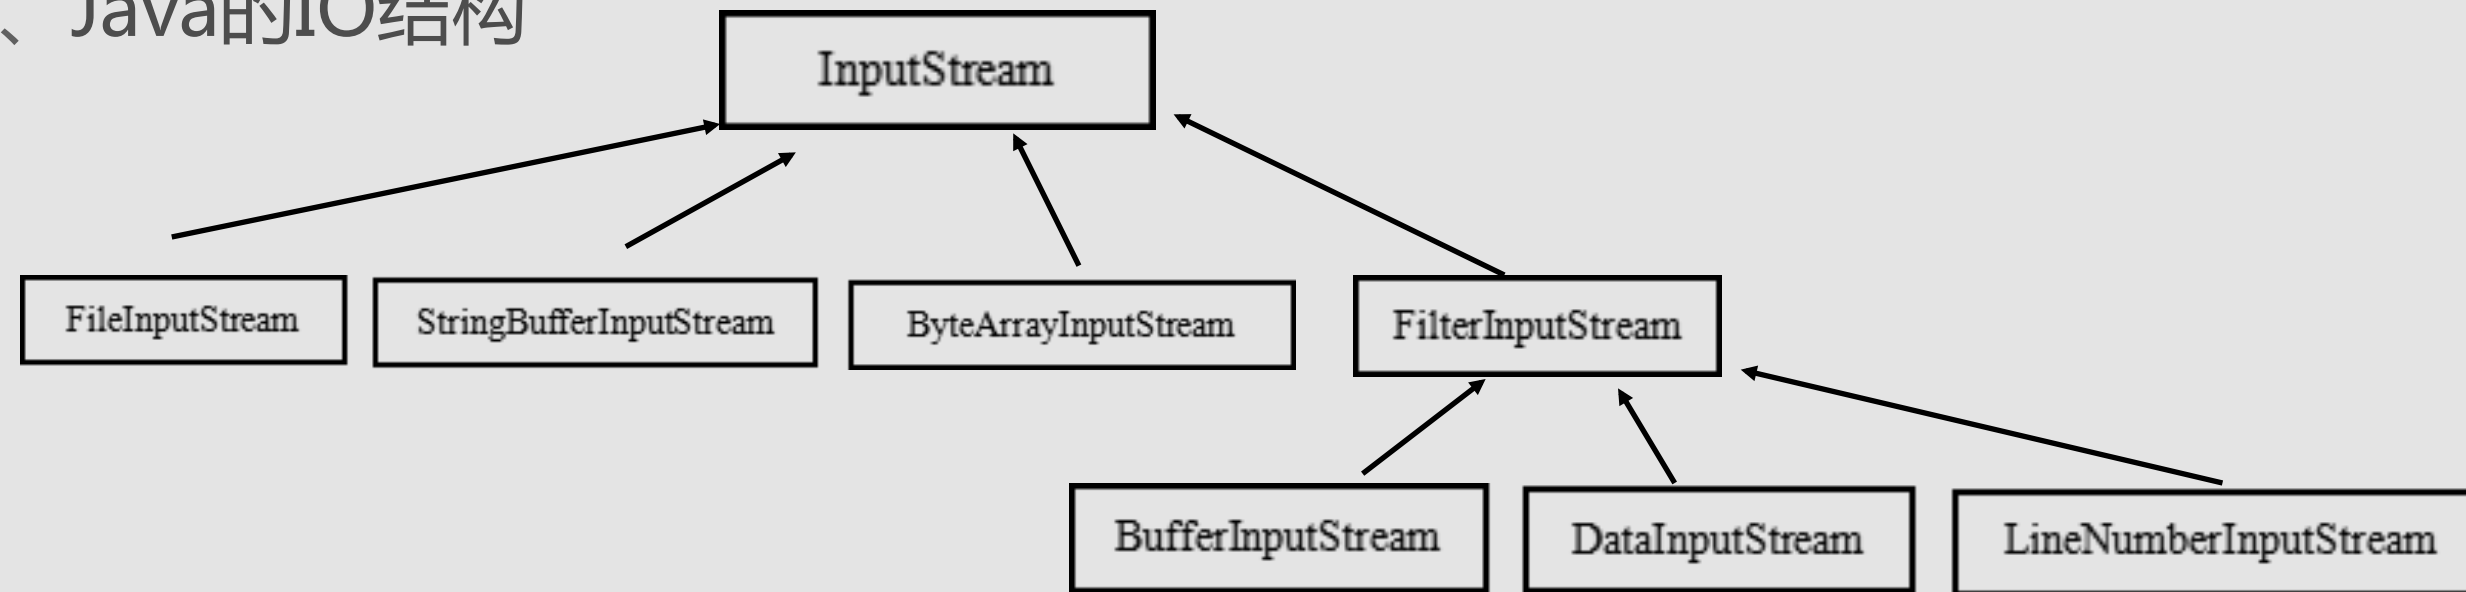 、Java的IO结构
InputStream
FileInputStream
StringBufferInputStream
ByteArrayInputStream
FilterInputStream
BufferInputStream
DataInputStream
LineNumberInputStream